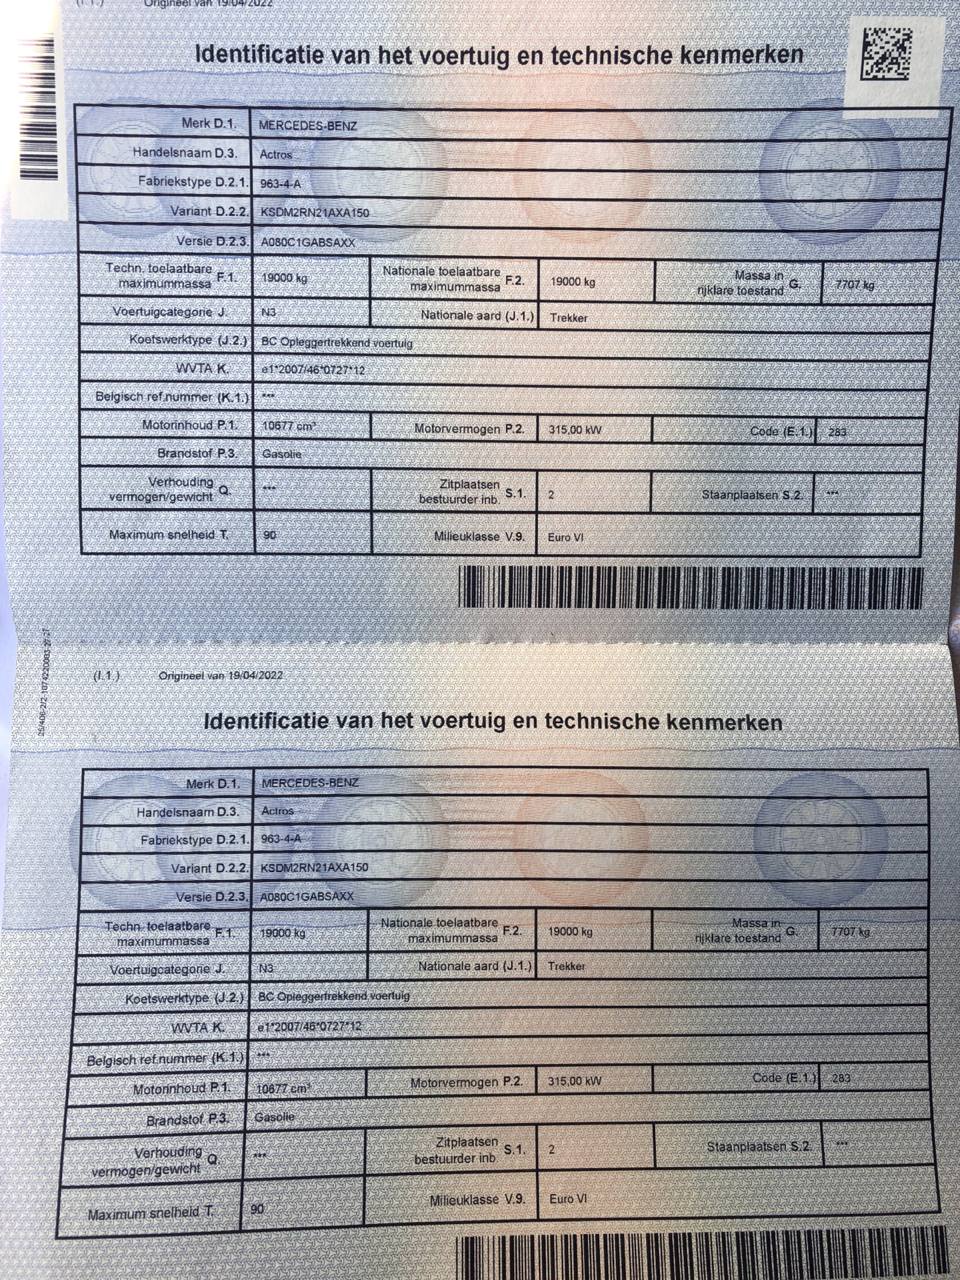 (I.1.) Origineel van 19/04/2022
Identificatie van het voertuig en technische kenmerken
Merk D.1. MERCEDES-BENZ
Handelsnaam D.3. Actros
Fabriekstype D.2.1. 963-4-A
Variant D.2.2. KSDM2RN21AXA150
Versie D.2.3. A080C1GABSAXX
Techn. toelaatbare maximummassa F.1. 19000 kg Nationale toelaatbare maximummassa F.2. 19000 kg Massa in rijklare toestand G. 7707 kg
Voertuigcategorie J. N3 Nationale aard (J.1.) Trekker
Koetswerktype (J.2.) BC Opleggertrekkend voertuig
WVTA K. e1*2007/46*0727*12
Belgisch ref.nummer (K.1.) ***
Motorinhoud P.1. 10677 cm³ Motorvermogen P.2. 315,00 kW Code (E.1.) 283
Brandstof P.3. Gasolie
Verhouding vermogen/gewicht Q. *** Zitplaatsen bestuurder inb. S.1. 2 Staanplaatsen S.2. ***
Maximum snelheid T. 90 Milieuklasse V.9. Euro VI
(I.1.) Origineel van 19/04/2022
Identificatie van het voertuig en technische kenmerken
Merk D.1. MERCEDES-BENZ
Handelsnaam D.3. Actros
Fabriekstype D.2.1. 963-4-A
Variant D.2.2. KSDM2RN21AXA150
Versie D.2.3. A080C1GABSAXX
Techn. toelaatbare maximummassa F.1. 19000 kg Nationale toelaatbare maximummassa F.2. 19000 kg Massa in rijklare toestand G. 7707 kg
Voertuigcategorie J. N3 Nationale aard (J.1.) Trekker
Koetswerktype (J.2.) BC Opleggertrekkend voertuig
WVTA K. e1*2007/46*0727*12
Belgisch ref.nummer (K.1.) ***
Motorinhoud P.1. 10677 cm³ Motorvermogen P.2. 315,00 kW Code (E.1.) 283
Brandstof P.3. Gasolie
Verhouding vermogen/gewicht Q. *** Zitplaatsen bestuurder inb. S.1. 2 Staanplaatsen S.2. ***
Maximum snelheid T. 90 Milieuklasse V.9. Euro VI